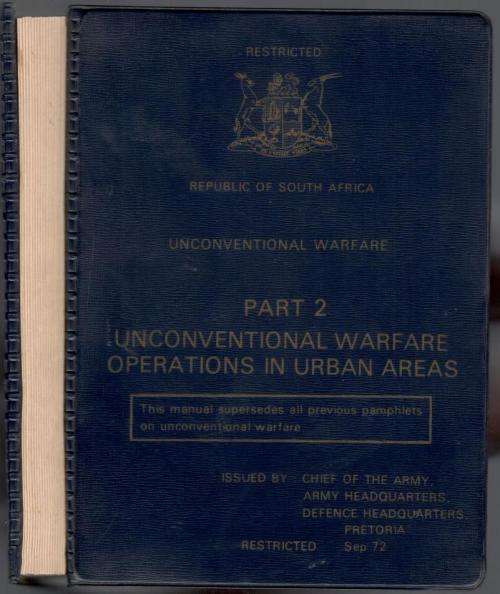 RESTRICTED
REPUBLIC OF SOUTH AFRICA
UNCONVENTIONAL WARFARE
PART 2
UNCONVENTIONAL WARFARE
OPERATIONS IN URBAN AREAS
This manual supersedes all previous pamphlets
on unconventional warfare
ISSUED BY CHIEF OF THE ARMY,
ARMY HEADQUARTERS,
DEFENCE HEADQUARTERS,
PRETORIA
RESTRICTED Sep 72